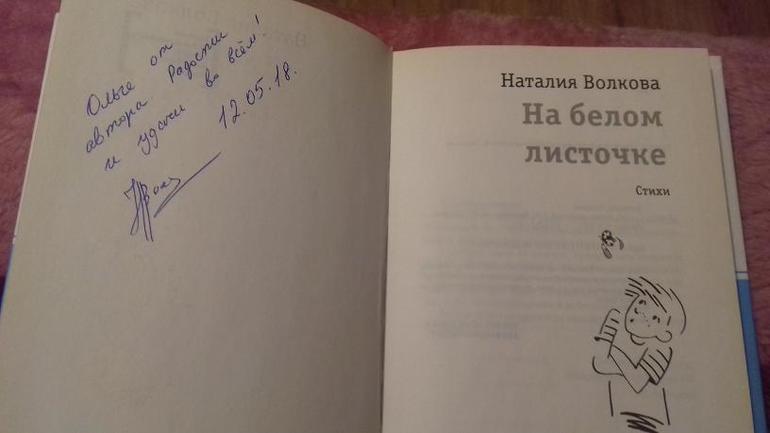 Ольге от
автора Радости
и удачи во всём!
12.05.18.
Наталия Волкова
На белом
листочке
Стихи